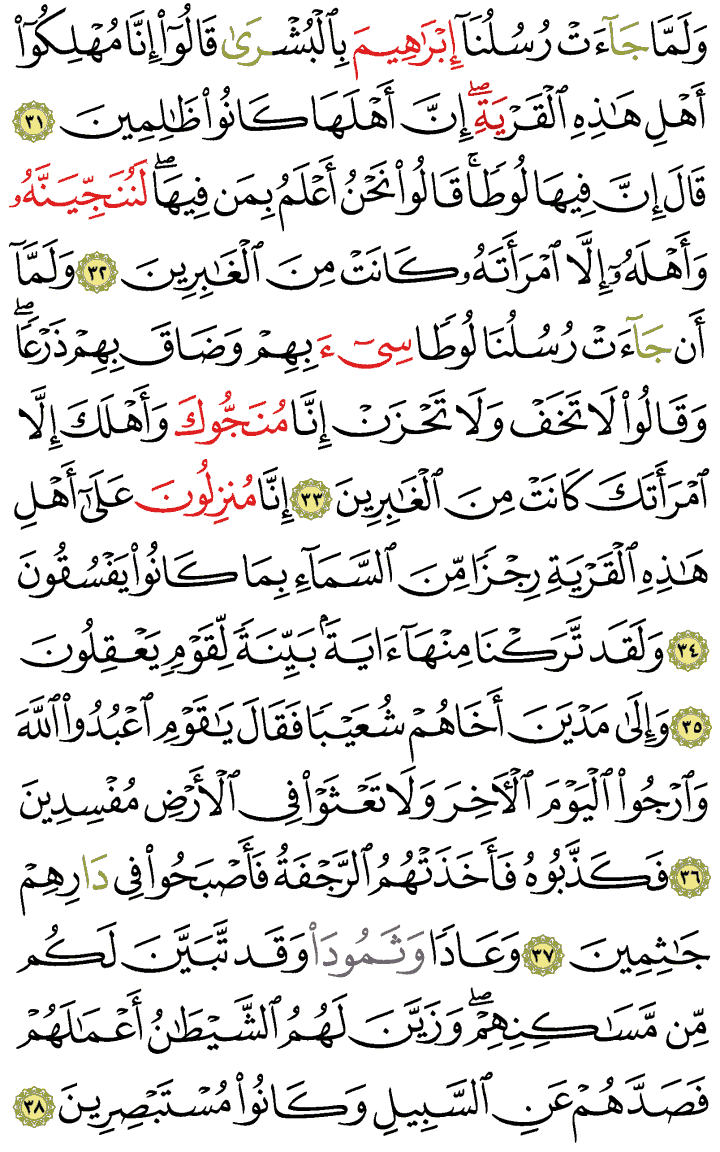 وَلَمَّا جَآءَتْ رُسُلُنَآ إِبْرَٰهِيمَ بِٱلْبُشْرَىٰ قَالُوٓا۟ إِنَّا مُهْلِكُوٓا۟
أَهْلِ هَٰذِهِ ٱلْقَرْيَةِۖ إِنَّ أَهْلَهَا كَانُوا۟ ظَٰلِمِينَ ٣١
قَالَ إِنَّ فِيهَا لُوطًاۚ قَالُوا۟ نَحْنُ أَعْلَمُ بِمَن فِيهَاۖ لَنُنَجِّيَنَّهُۥ
وَأَهْلَهُۥٓ إِلَّا ٱمْرَأَتَهُۥ كَانَتْ مِنَ ٱلْغَٰبِرِينَ ٣٢ وَلَمَّآ
أَن جَآءَتْ رُسُلُنَا لُوطًا سِىٓءَ بِهِمْ وَضَاقَ بِهِمْ ذَرْعًاۖ
وَقَالُوا۟ لَا تَخَفْ وَلَا تَحْزَنْ إِنَّا مُنَجُّوكَ وَأَهْلَكَ إِلَّا
ٱمْرَأَتَكَ كَانَتْ مِنَ ٱلْغَٰبِرِينَ ٣٣ إِنَّا مُنزِلُونَ عَلَىٰٓ أَهْلِ
هَٰذِهِ ٱلْقَرْيَةِ رِجْزًا مِّنَ ٱلسَّمَآءِ بِمَا كَانُوا۟ يَفْسُقُونَ
٣٤ وَلَقَد تَّرَكْنَا مِنْهَآ ءَايَةًۢ بَيِّنَةً لِّقَوْمٍ يَعْقِلُونَ
٣٥ وَإِلَىٰ مَدْيَنَ أَخَاهُمْ شُعَيْبًا فَقَالَ يَٰقَوْمِ ٱعْبُدُوا۟ ٱللَّهَ
وَٱرْجُوا۟ ٱلْيَوْمَ ٱلْءَاخِرَ وَلَا تَعْثَوْا۟ فِى ٱلْأَرْضِ مُفْسِدِينَ
٣٦ فَكَذَّبُوهُ فَأَخَذَتْهُمُ ٱلرَّجْفَةُ فَأَصْبَحُوا۟ فِى دَارِهِمْ
جَٰثِمِينَ ٣٧ وَعَادًا وَثَمُودَا۟ وَقَد تَّبَيَّنَ لَكُم
مِّن مَّسَٰكِنِهِمْۖ وَزَيَّنَ لَهُمُ ٱلشَّيْطَٰنُ أَعْمَٰلَهُمْ
فَصَدَّهُمْ عَنِ ٱلسَّبِيلِ وَكَانُوا۟ مُسْتَبْصِرِينَ ٣٨